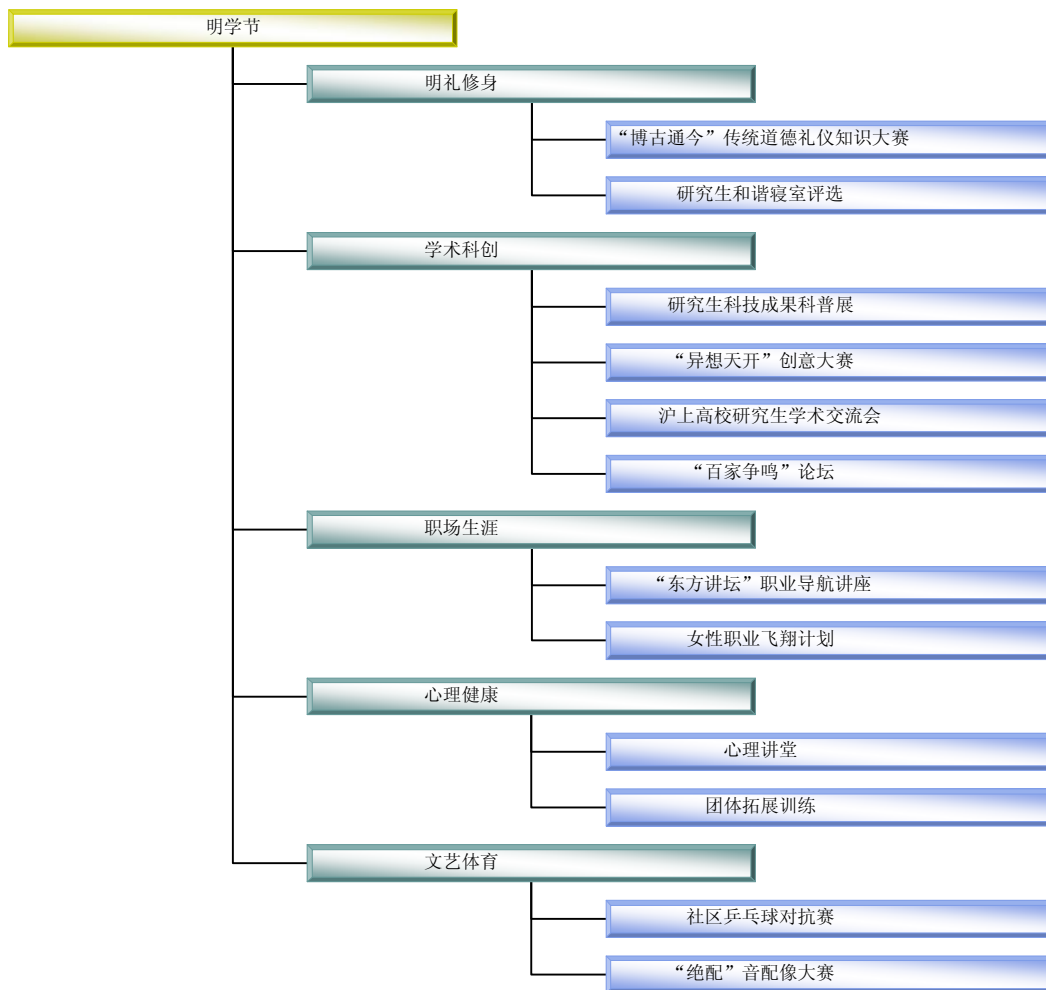 明学节
明礼修身
“博古通今”传统道德礼仪知识大赛
研究生和谐寝室评选
学术科创
研究生科技成果科普展
“异想天开”创意大赛
沪上高校研究生学术交流会
“百家争鸣”论坛
职场生涯
“东方讲坛”职业导航讲座
女性职业飞翔计划
心理健康
心理讲堂
团体拓展训练
文艺体育
社区乒乓球对抗赛
“绝配”音配像大赛